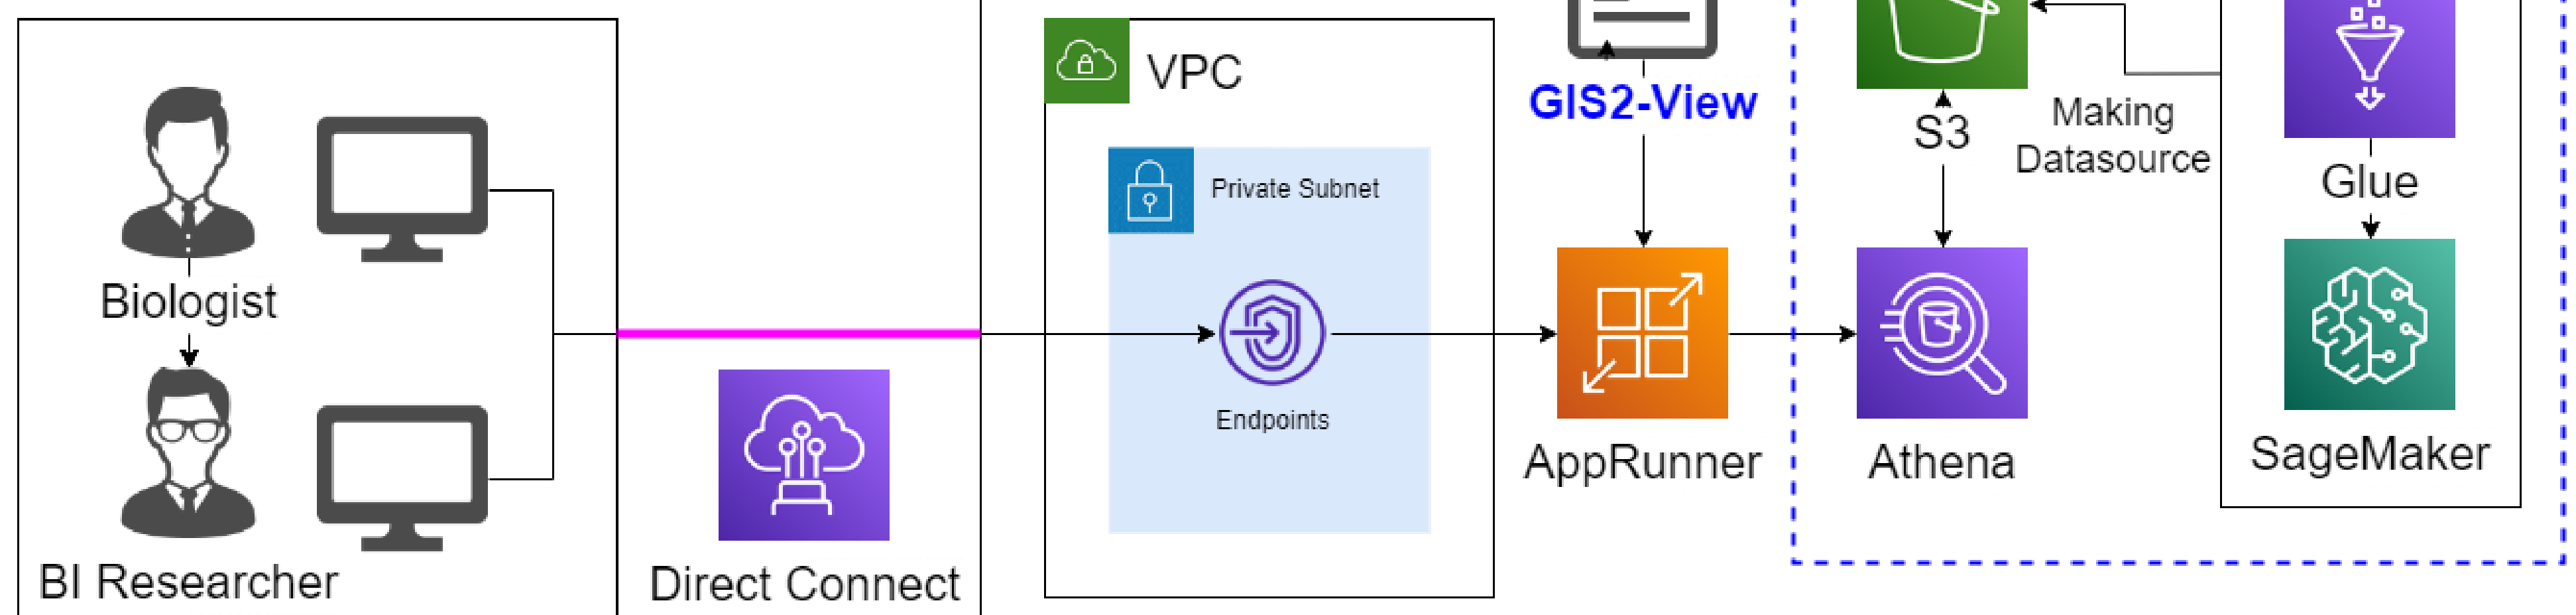 Biologist
BI Researcher
Direct Connect
VPC
Private Subnet
Endpoints
GIS2-View
AppRunner
S3
Making
Datasource
Athena
Glue
SageMaker